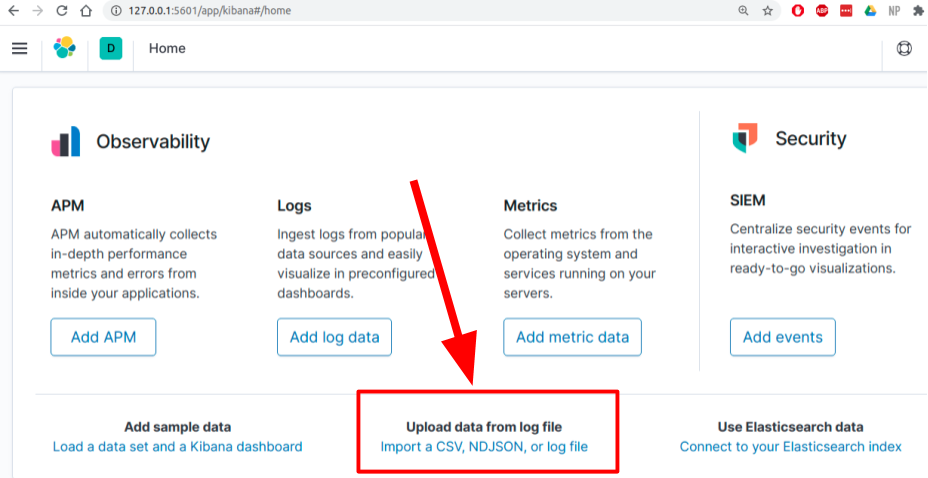 127.0.0.1:5601/app/kibana#/home
ABP
NP
D
Home
Observability
Security
APM
APM automatically collects
in-depth performance
metrics and errors from
inside your applications.
Add APM
Logs
Ingest logs from popular
data sources and easily
visualize in preconfigured
dashboards.
Add log data
Metrics
Collect metrics from the
operating system and
services running on your
servers.
Add metric data
SIEM
Centralize security events for
interactive investigation in
ready-to-go visualizations.
Add events
Add sample data
Load a data set and a Kibana dashboard
Upload data from log file
Import a CSV, NDJSON, or log file
Use Elasticsearch data
Connect to your Elasticsearch index